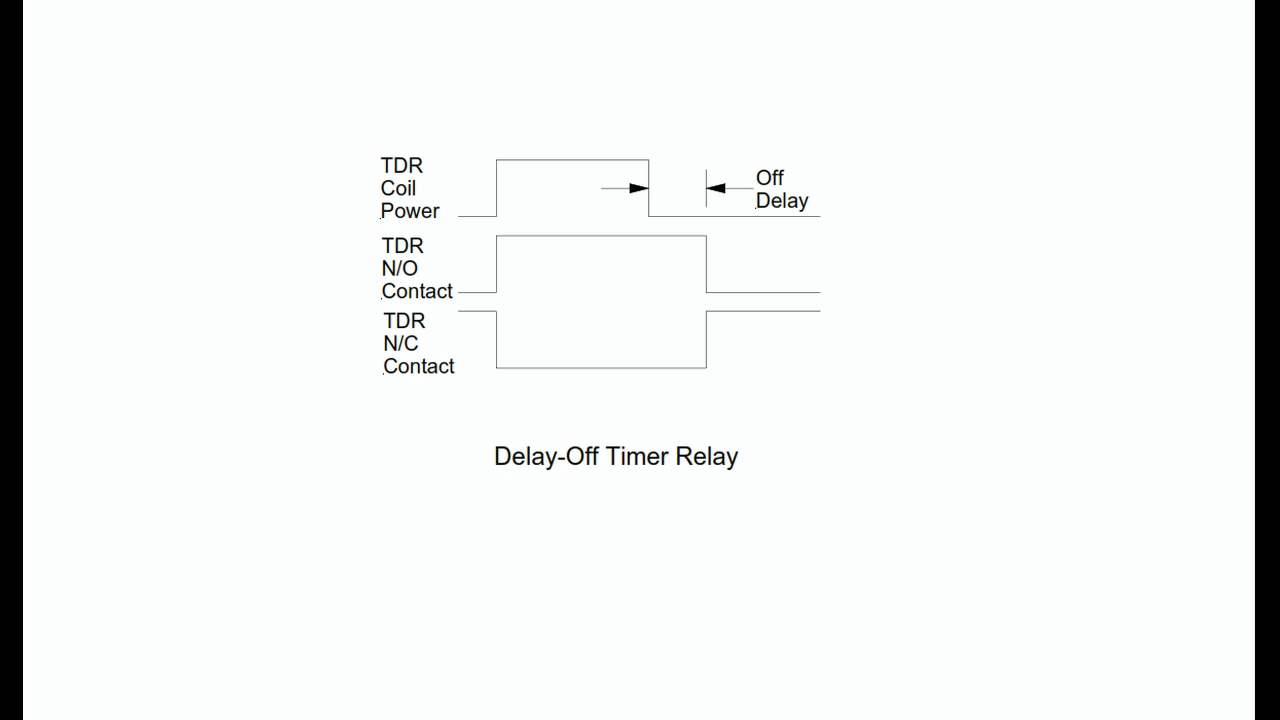 TDR
Coil
Power
Off
Delay
TDR
N/O
Contact
TDR
N/C
Contact
Delay-Off Timer Relay